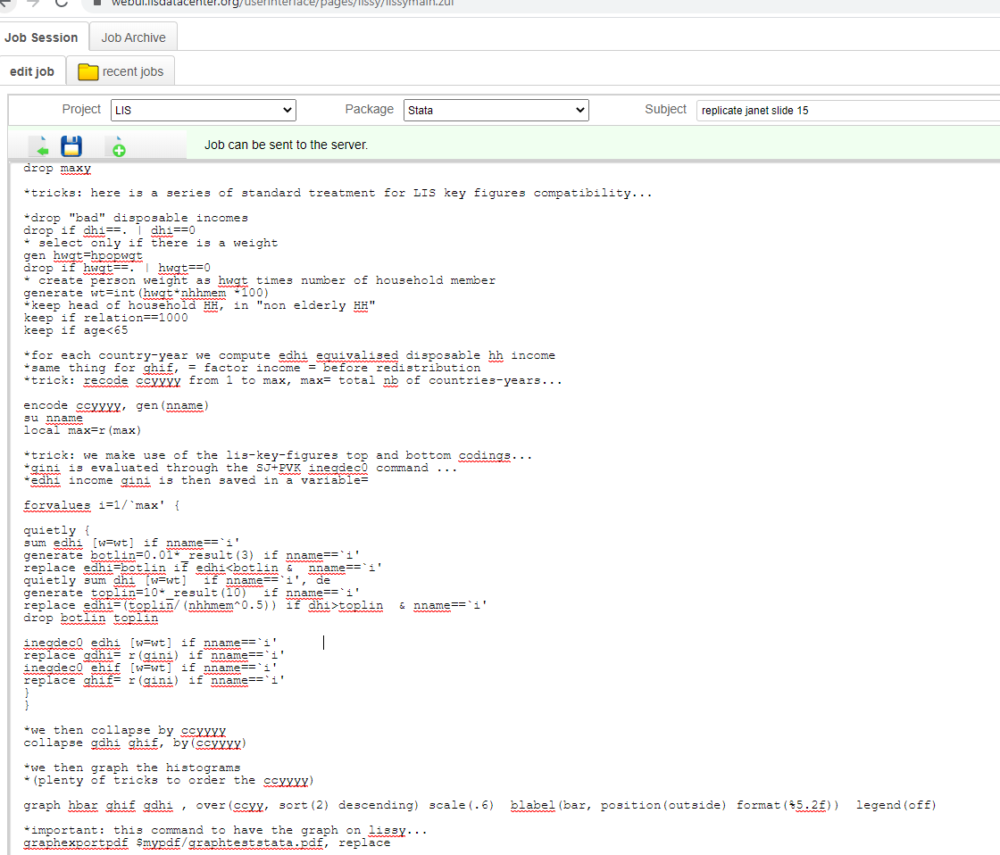 webui.lisdatacenter.org/userinterface/pages/lissy/lissymain.zul
Job Session
Job Archive
edit job
recent jobs
Project
LIS
Package
Stata
Subject
replicate janet slide 15
Job can be sent to the server.
drop maxy
*tricks: here is a series of standard treatment for LIS key figures compatibility...
*drop "bad" disposable incomes
drop if dhi==. | dhi==0
* select only if there is a weight
gen hwgt=hpopwgt
drop if hwgt==. | hwgt==0
* create person weight as hwgt times number of household member
generate wt=int(hwgt*nhhmem *100)
*keep head of household HH, in "non elderly HH"
keep if relation==1000
keep if age<65
*for each country-year we compute edhi equivalised disposable hh income
*same thing for ghif, = factor income = before redistribution
*trick: recode ccyyyy from 1 to max, max= total nb of countries-years...
encode ccyyyy, gen(nname)
su nname
local max=r(max)
*trick: we make use of the lis-key-figures top and bottom codings...
*gini is evaluated through the SJ+PVK ineqdec0 command ...
*edhi income gini is then saved in a variable=
forvalues i=1/`max' {
quietly {
sum edhi [w=wt] if nname==`i'
generate botlin=0.01*_result(3) if nname==`i'
replace edhi=botlin if edhi<botlin &  nname==`i'
quietly sum dhi [w=wt]  if nname==`i', de
generate toplin=10*_result(10)  if nname==`i'
replace edhi=(toplin/(nhhmem^0.5)) if dhi>toplin  & nname==`i'
drop botlin toplin
ineqdec0 edhi [w=wt] if nname==`i'
replace gdhi= r(gini) if nname==`i'
ineqdec0 ehif [w=wt] if nname==`i'
replace ghif= r(gini) if nname==`i'
}
}
*we then collapse by ccyyyy
collapse gdhi ghif, by(ccyyyy)
*we then graph the histograms
*(plenty of tricks to order the ccyyyy)
graph hbar ghif gdhi , over(ccyy, sort(2) descending) scale(.6)  blabel(bar, position(outside) format(%5.2f))  legend(off)
*important: this command to have the graph on lissy...
graphexportpdf $mypdf/graphteststata.pdf, replace